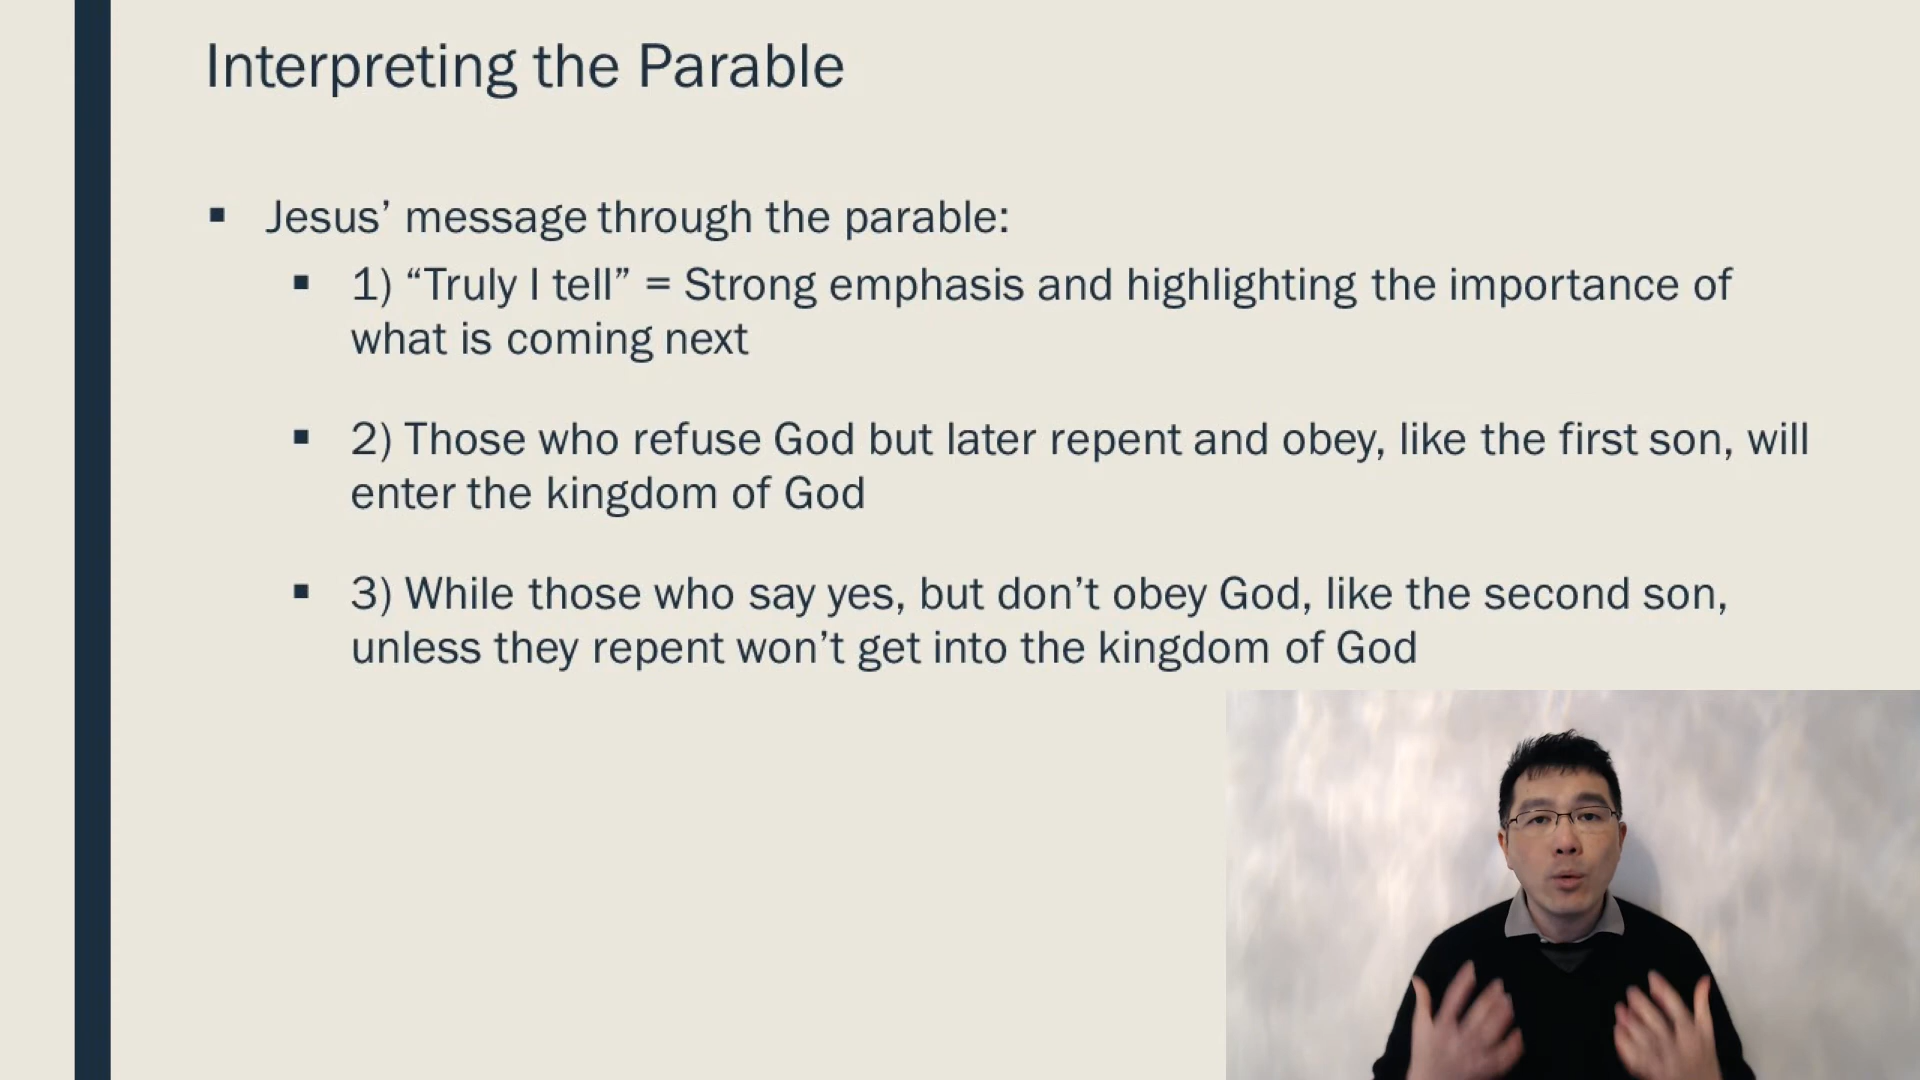 Interpreting the Parable
▪ Jesus’ message through the parable:
▪ 1) “Truly I tell” = Strong emphasis and highlighting the importance of
what is coming next
▪ 2) Those who refuse God but later repent and obey, like the first son, will
enter the kingdom of God
▪ 3) While those who say yes, but don’t obey God, like the second son,
unless they repent won’t get into the kingdom of God